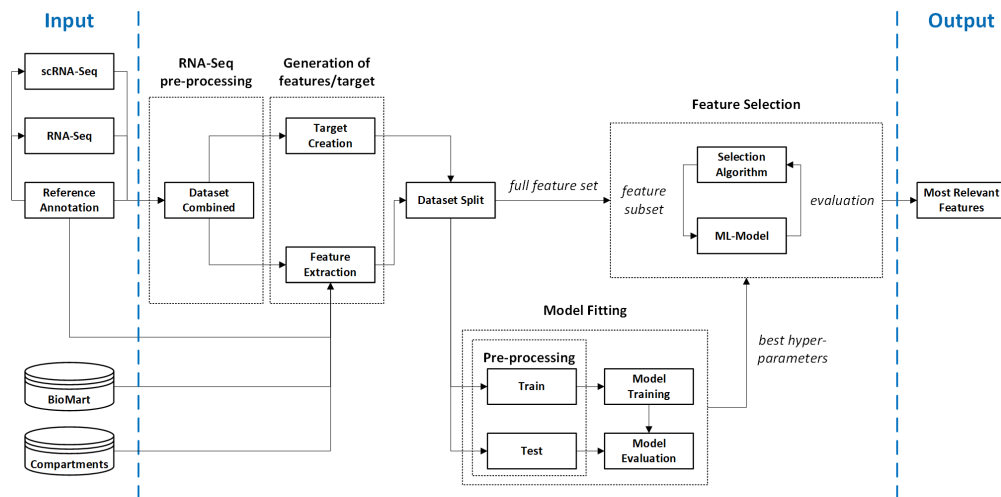 Input
Output
scRNA-Seq
RNA-Seq
Reference
Annotation
BioMart
Compartments
RNA-Seq
pre-processing
Dataset
Combined
Generation of
features/target
Target
Creation
Feature
Extraction
Dataset Split
full feature set
Feature Selection
feature
subset
Selection
Algorithm
ML-Model
evaluation
Most Relevant
Features
Model Fitting
Pre-processing
Train
Test
Model
Training
Model
Evaluation
best hyper-
parameters